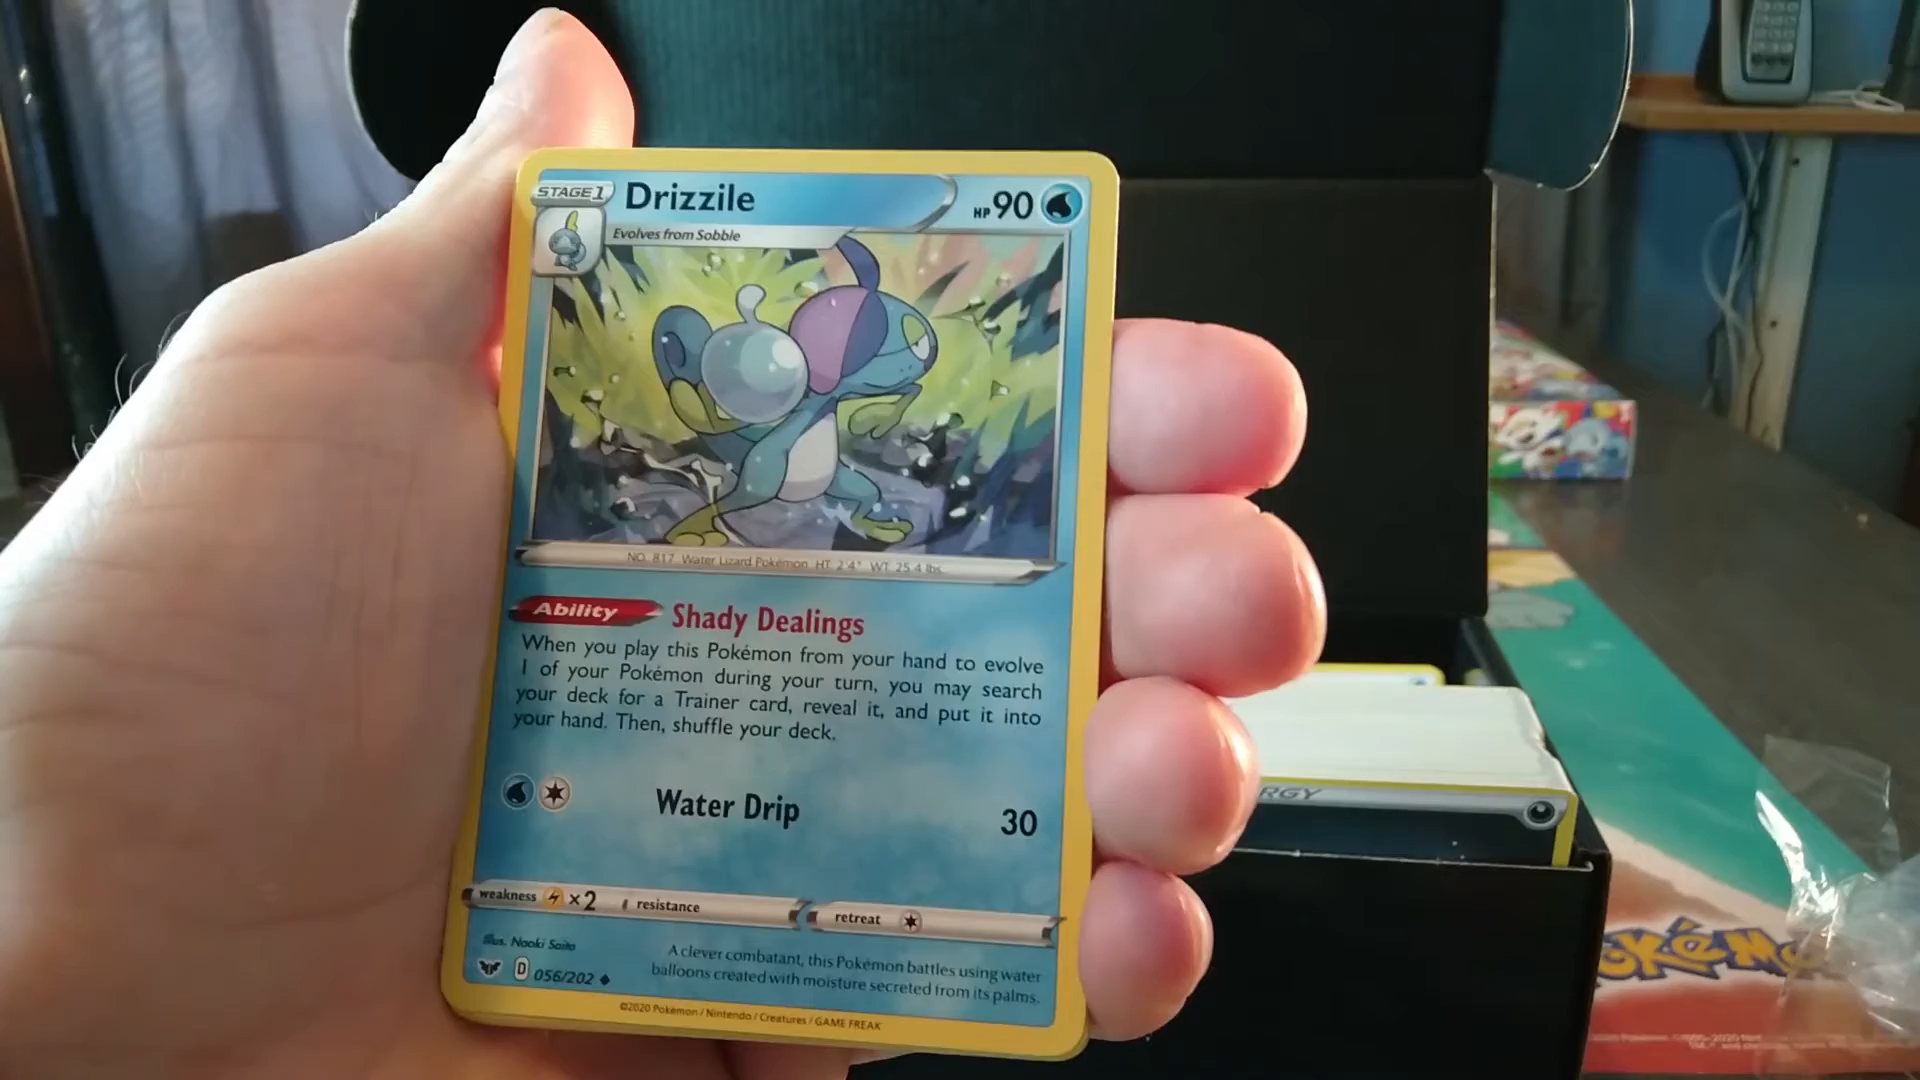 STAGE 1 Drizzile HP 90
Evolves from Sobble
NO. 817 Water Lizard Pokémon HT 2'4" WT 25.4 lbs.
Ability Shady Dealings
When you play this Pokémon from your hand to evolve
1 of your Pokémon during your turn, you may search
your deck for a Trainer card, reveal it, and put it into
your hand. Then, shuffle your deck.
Water Drip 30
weakness ×2 resistance retreat
Illus. Naoki Saito
D 056/202
A clever combatant, this Pokémon battles using water
balloons created with moisture secreted from its palms.
©2020 Pokémon / Nintendo / Creatures / GAME FREAK
RGY